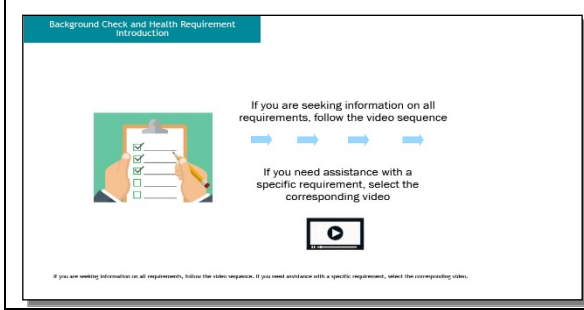 Background Check and Health Requirement
Introduction
If you are seeking information on all
requirements, follow the video sequence
If you need assistance with a
specific requirement, select the
corresponding video
If you are seeking information on all requirements, follow the video sequence. If you need assistance with a specific requirement, select the corresponding video.